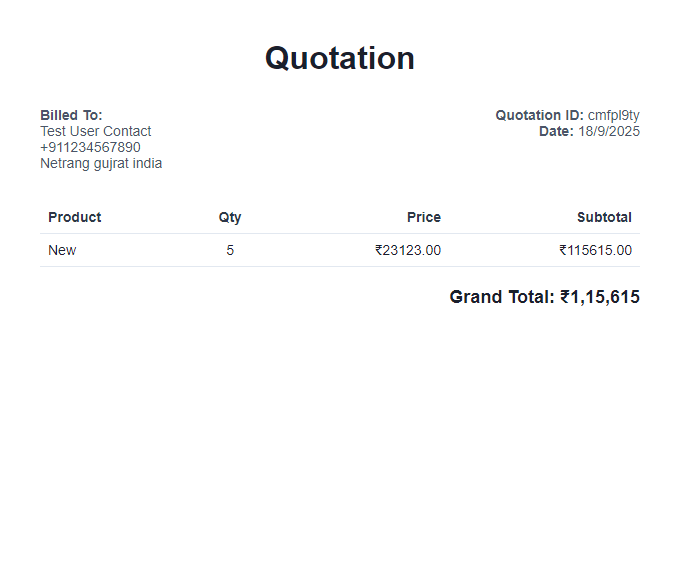 Quotation
Billed To:
Test User Contact
+911234567890
Netrang gujrat india
Quotation ID: cmfpl9ty
Date: 18/9/2025
Product Qty Price Subtotal
New 5 ₹23123.00 ₹115615.00
Grand Total: ₹1,15,615